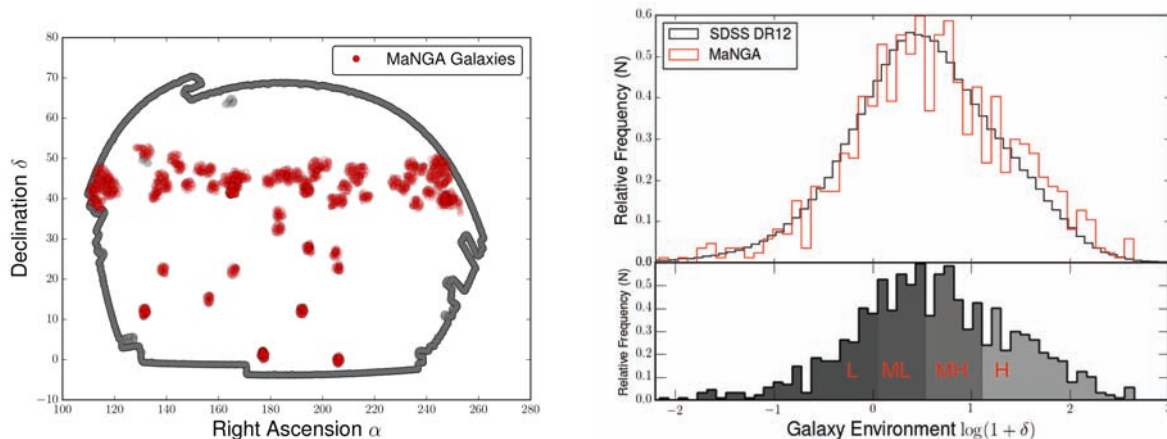 MaNGA Galaxies
Declination δ
80
70
60
50
40
30
20
10
0
−10
100 120 140 160 180 200 220 240 260 280
Right Ascension α
SDSS DR12
MaNGA
Relative Frequency (N)
0.6
0.5
0.4
0.3
0.2
0.1
0.0
Relative Frequency (N)
0.5
0.4
0.3
0.2
0.1
0.0
L ML MH H
−2 −1 0 1 2 3
Galaxy Environment log(1 + δ)